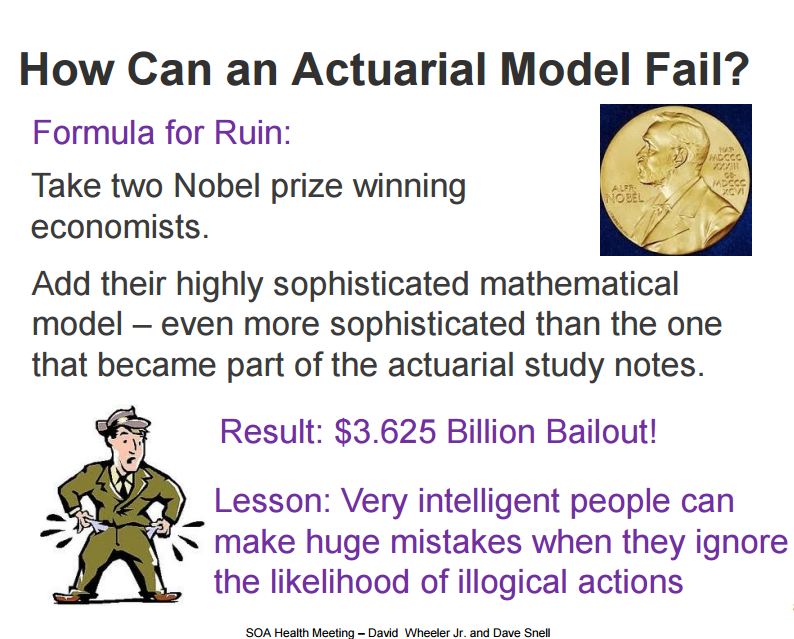 How Can an Actuarial Model Fail?
Formula for Ruin:
Take two Nobel prize winning
economists.
ALFR·
NOBEL
NAT·
MDCCC
XXXIII
OB·
MDCCC
XCVI
Add their highly sophisticated mathematical
model – even more sophisticated than the one
that became part of the actuarial study notes.
Result: $3.625 Billion Bailout!
Lesson: Very intelligent people can
make huge mistakes when they ignore
the likelihood of illogical actions
SOA Health Meeting – David Wheeler Jr. and Dave Snell